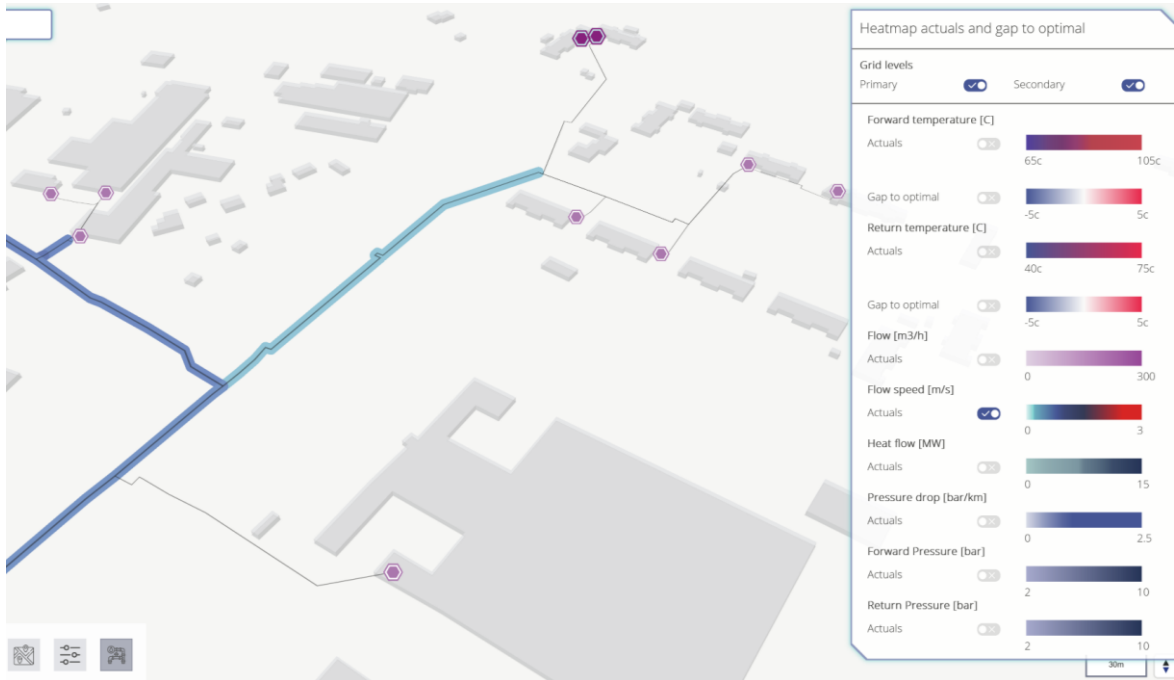 Heatmap actuals and gap to optimal
Grid levels
Primary Secondary
Forward temperature [C]
Actuals
65c 105c
Gap to optimal
-5c 5c
Return temperature [C]
Actuals
40c 75c
Gap to optimal
-5c 5c
Flow [m3/h]
Actuals
0 300
Flow speed [m/s]
Actuals
0 3
Heat flow [MW]
Actuals
0 15
Pressure drop [bar/km]
Actuals
0 2.5
Forward Pressure [bar]
Actuals
2 10
Return Pressure [bar]
Actuals
2 10
30m